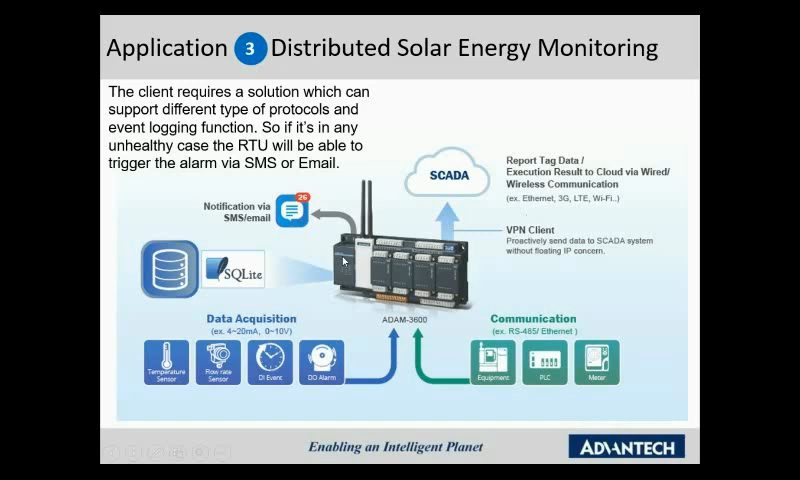 Application 3 Distributed Solar Energy Monitoring
The client requires a solution which can
support different type of protocols and
event logging function. So if it's in any
unhealthy case the RTU will be able to
trigger the alarm via SMS or Email.
SCADA
Report Tag Data /
Execution Result to Cloud via Wired/
Wireless Communication
(ex. Ethernet, 3G, LTE, Wi-Fi..)
Notification via
SMS/email
26
VPN Client
Proactively send data to SCADA system
without floating IP concern.
SQLite
ADAM-3600
Data Acquisition
(ex. 4~20mA, 0~10V)
Communication
(ex. RS-485/ Ethernet )
Temperature
Sensor
Flow rate
Sensor
DI Event
DO Alarm
Equipment
PLC
Meter
Enabling an Intelligent Planet
ADVANTECH